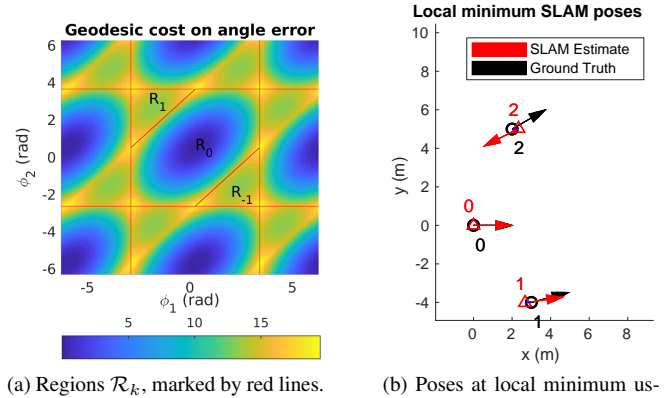 Geodesic cost on angle error
6
4
2
0
-2
-4
-6
ϕ2 (rad)
R1
R0
R-1
-5
0
5
ϕ1 (rad)
5
10
15
(a) Regions Rk, marked by red lines.
Local minimum SLAM poses
10
8
6
4
2
0
-2
-4
y (m)
SLAM Estimate
Ground Truth
2
2
0
0
1
1
0
2
4
6
8
x (m)
(b) Poses at local minimum us-